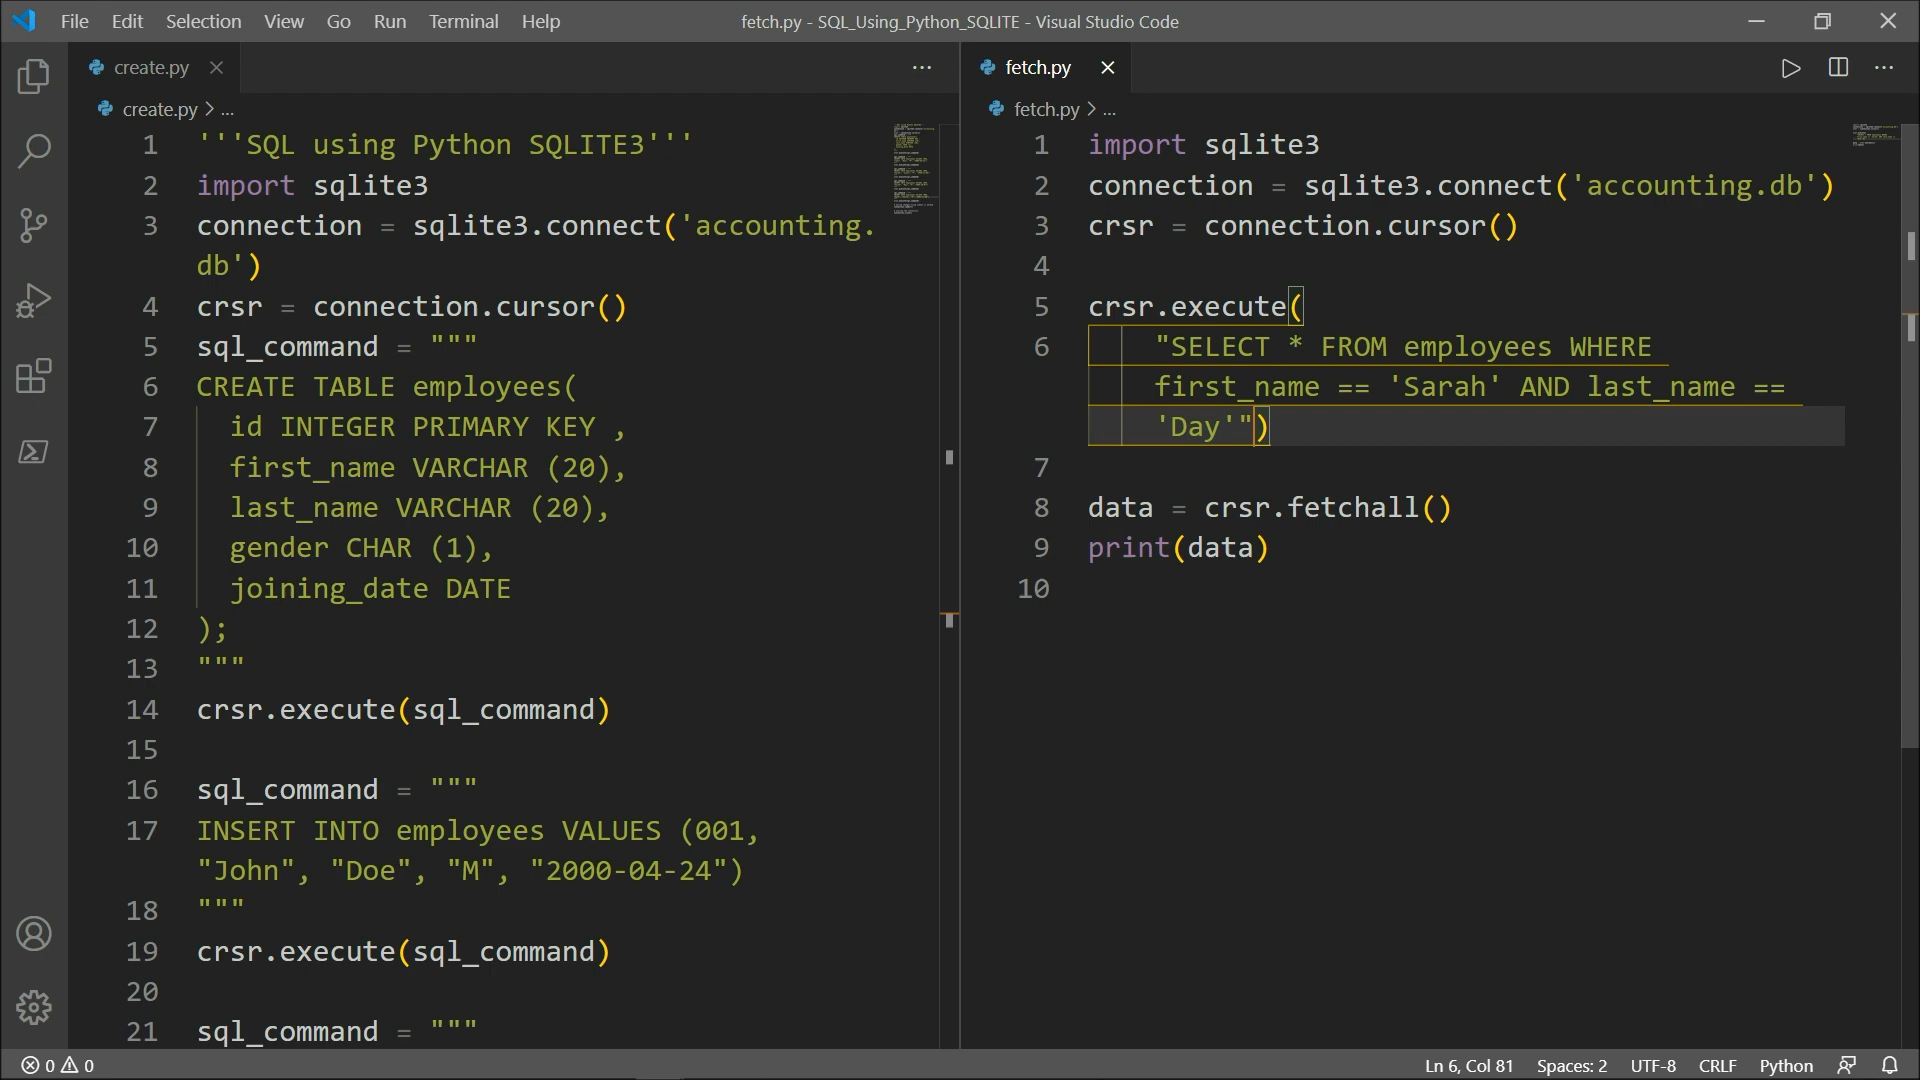 File Edit Selection View Go Run Terminal Help fetch.py - SQL_Using_Python_SQLITE - Visual Studio Code
create.py
create.py > ...
1 '''SQL using Python SQLITE3'''
2 import sqlite3
3 connection = sqlite3.connect('accounting.
db')
4 crsr = connection.cursor()
5 sql_command = """
6 CREATE TABLE employees(
7 id INTEGER PRIMARY KEY ,
8 first_name VARCHAR (20),
9 last_name VARCHAR (20),
10 gender CHAR (1),
11 joining_date DATE
12 );
13 """
14 crsr.execute(sql_command)
15
16 sql_command = """
17 INSERT INTO employees VALUES (001,
"John", "Doe", "M", "2000-04-24")
18 """
19 crsr.execute(sql_command)
20
21 sql_command = """
fetch.py
fetch.py > ...
1 import sqlite3
2 connection = sqlite3.connect('accounting.db')
3 crsr = connection.cursor()
4
5 crsr.execute(
6 "SELECT * FROM employees WHERE
first_name == 'Sarah' AND last_name ==
'Day'")
7
8 data = crsr.fetchall()
9 print(data)
10
0 0 Ln 6, Col 81 Spaces: 2 UTF-8 CRLF Python